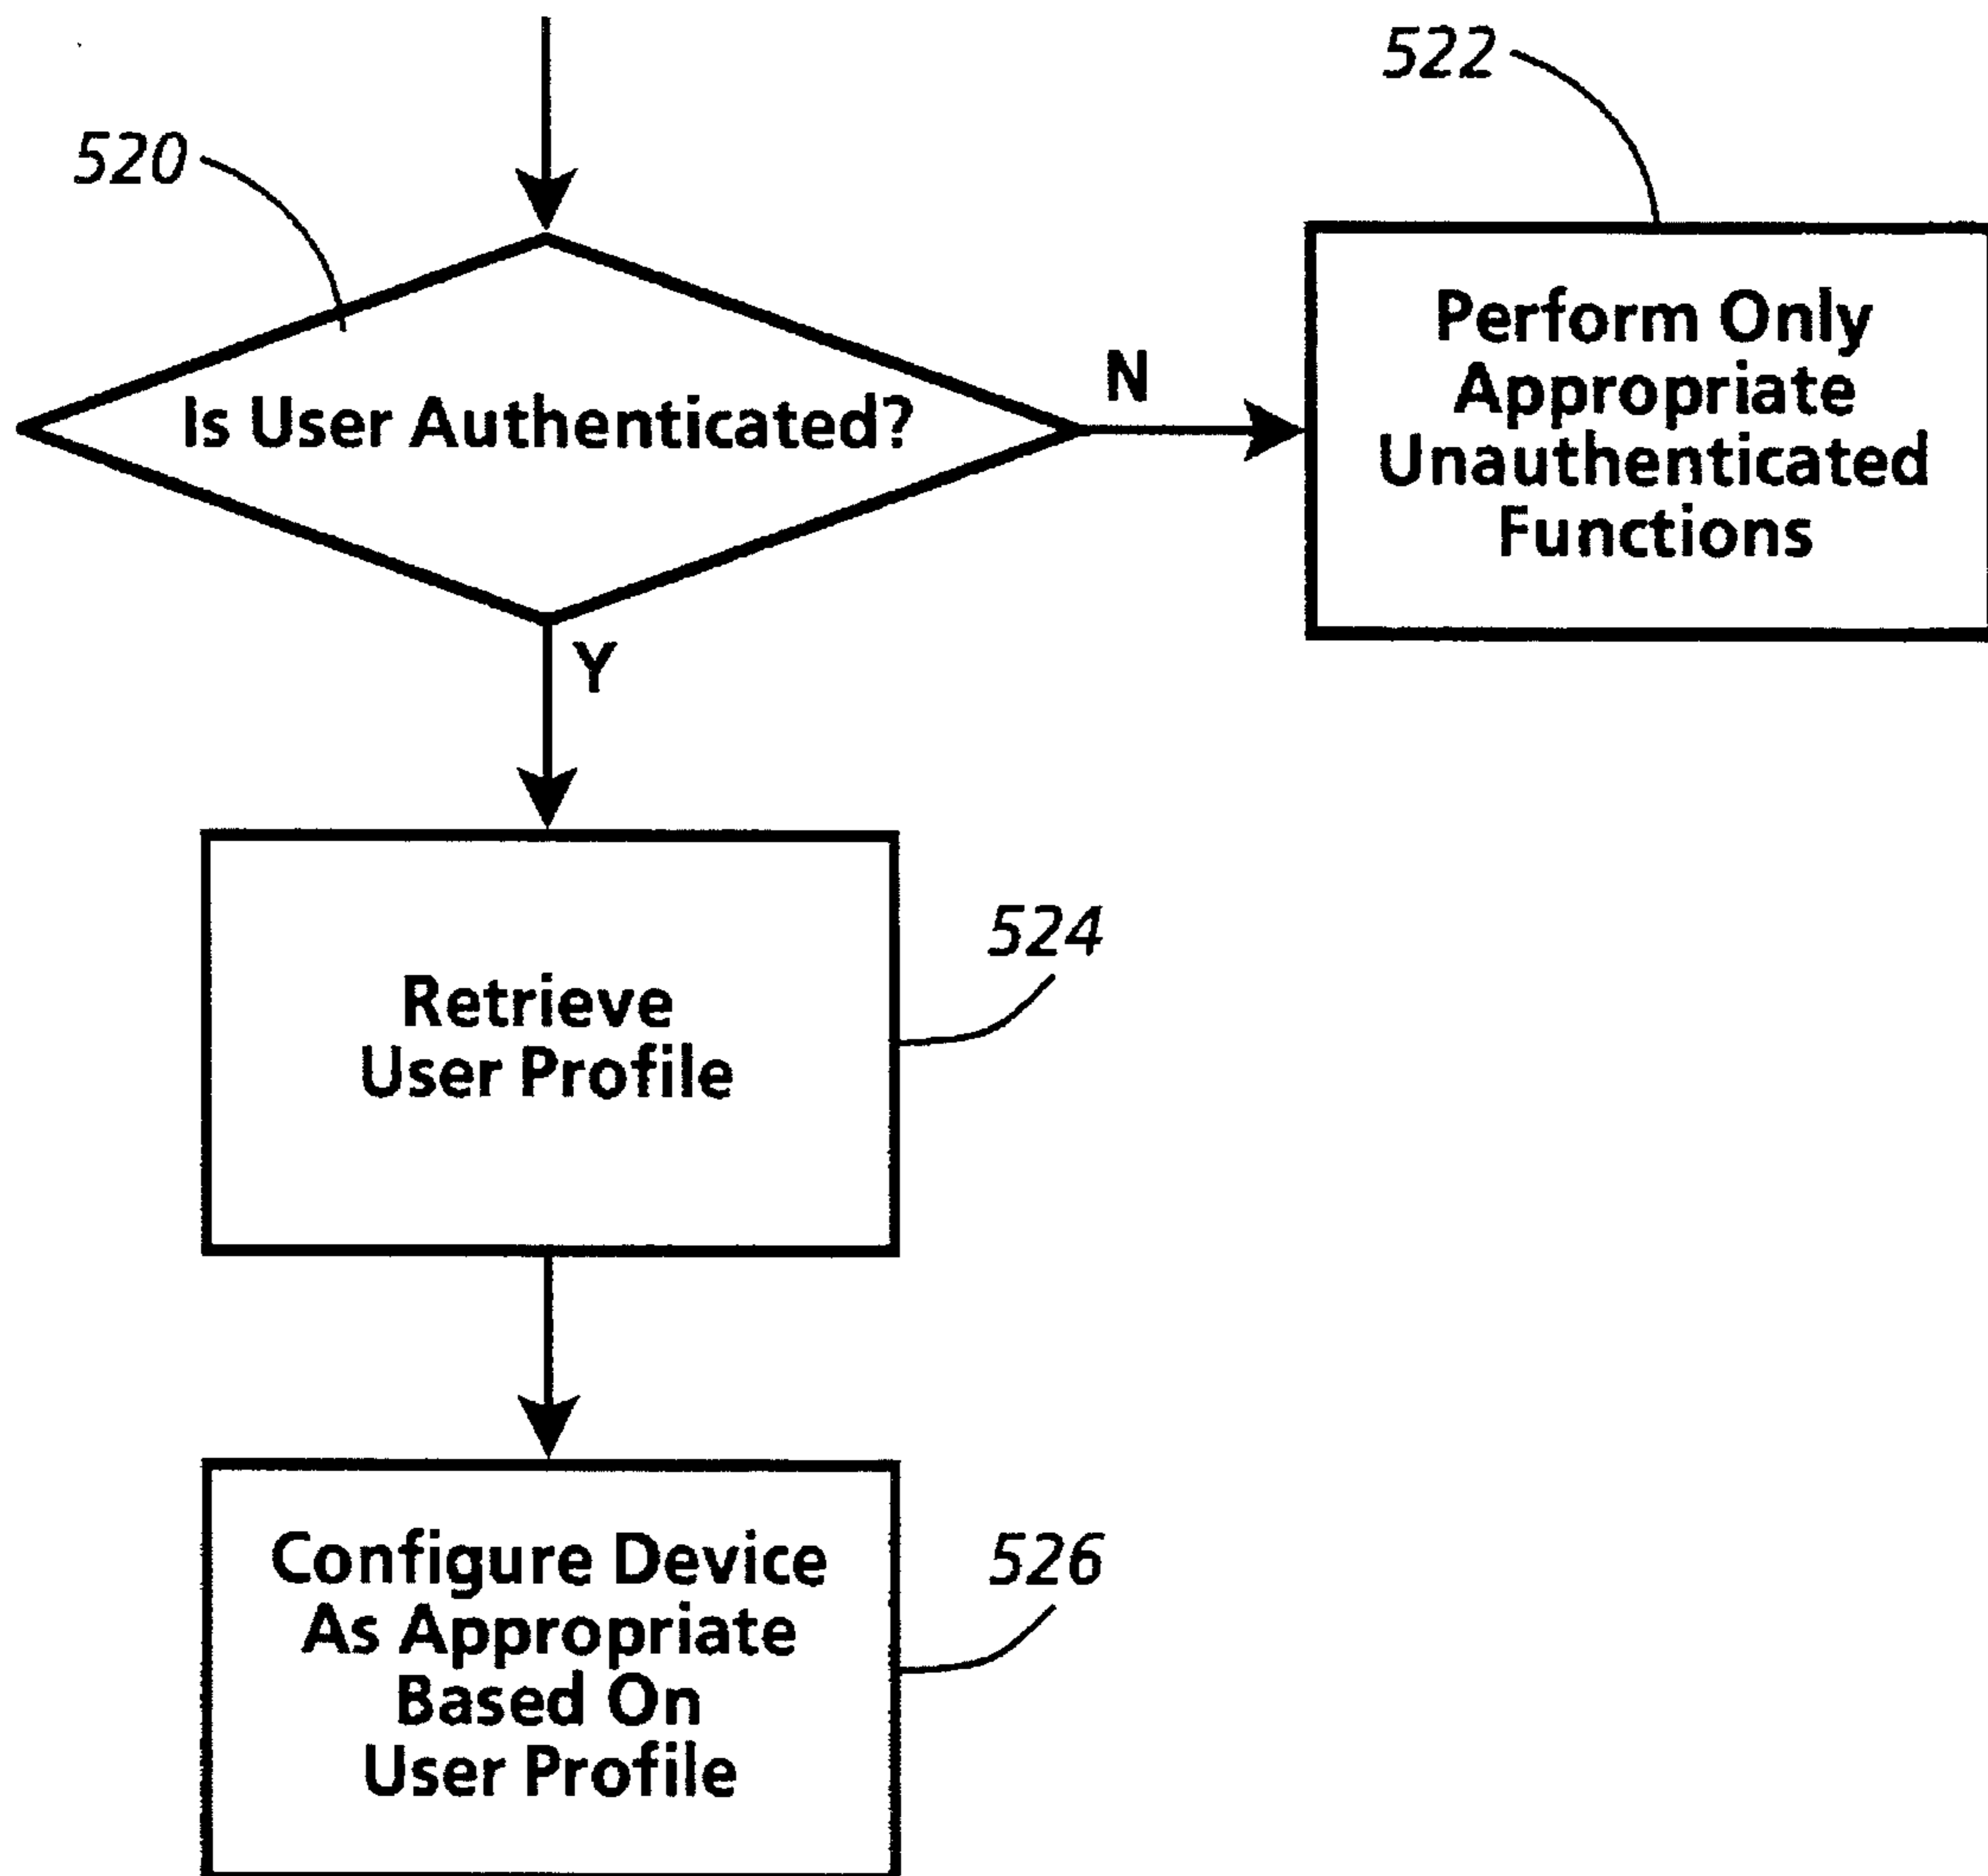 522
520
Is User Authenticated?
N
Perform Only
Appropriate
Unauthenticated
Functions
Y
Retrieve
User Profile
524
Configure Device
As Appropriate
Based On
User Profile
526